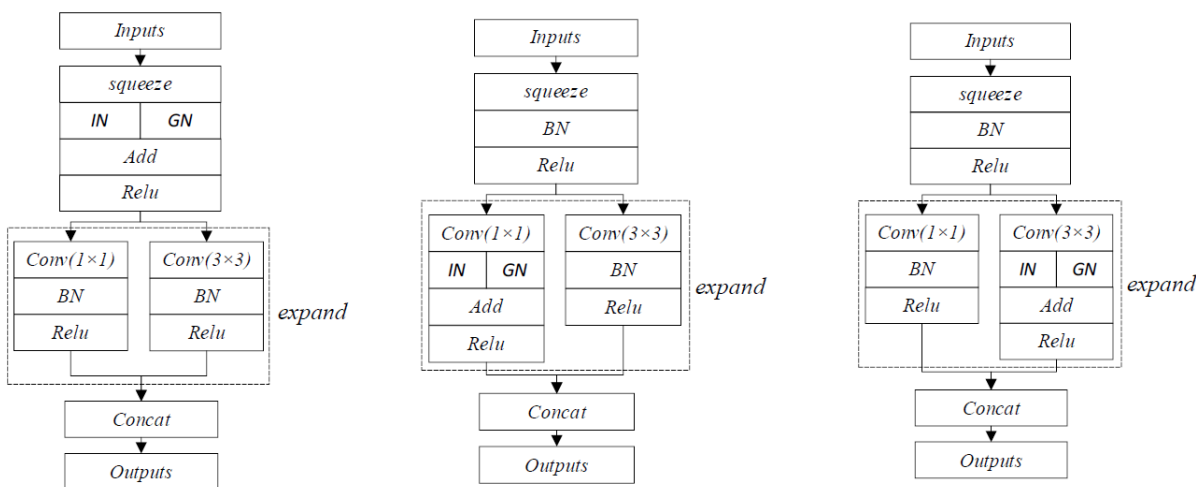 Inputs
squeeze
IN GN
Add
Relu
Conv(1×1) Conv(3×3)
BN BN
Relu Relu
expand
Concat
Outputs
Inputs
squeeze
BN
Relu
Conv(1×1) Conv(3×3)
IN GN BN
Add Relu
Relu
expand
Concat
Outputs
Inputs
squeeze
BN
Relu
Conv(1×1) Conv(3×3)
BN IN GN
Relu Add
Relu
expand
Concat
Outputs